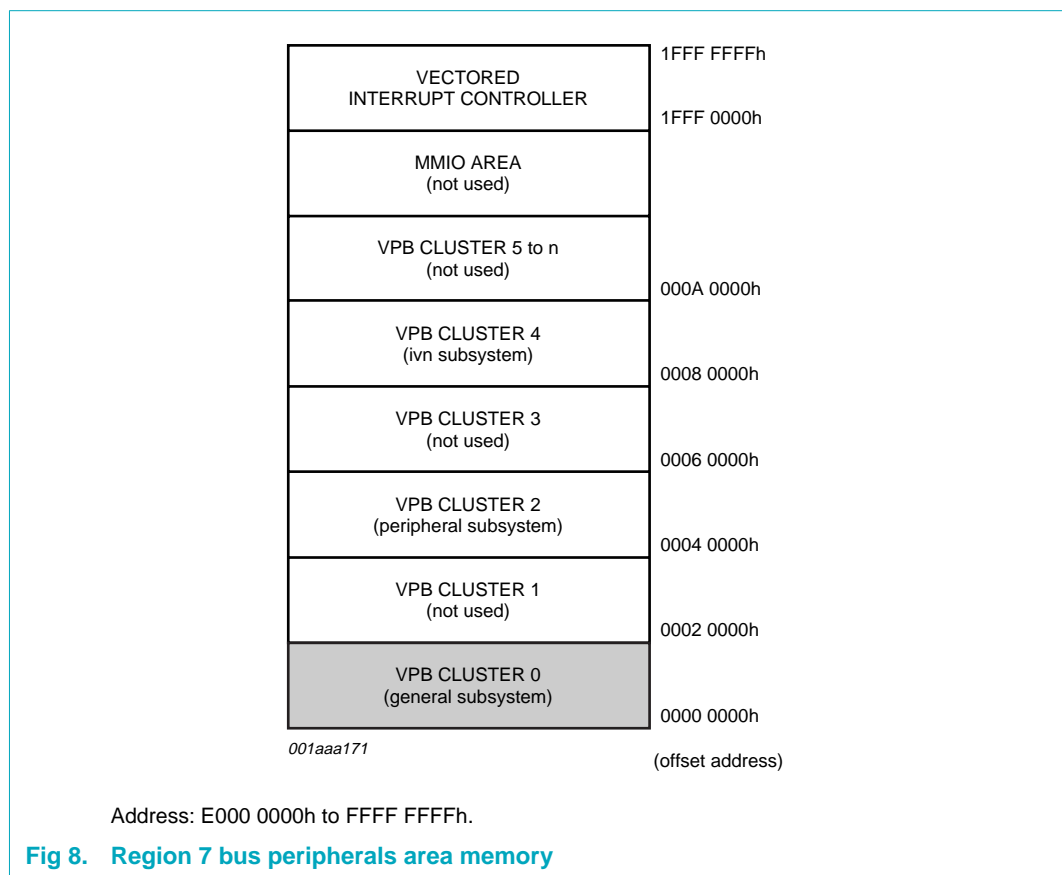 VECTORED
INTERRUPT CONTROLLER
1FFF FFFFh
1FFF 0000h
MMIO AREA
(not used)
VPB CLUSTER 5 to n
(not used)
000A 0000h
VPB CLUSTER 4
(ivn subsystem)
0008 0000h
VPB CLUSTER 3
(not used)
0006 0000h
VPB CLUSTER 2
(peripheral subsystem)
0004 0000h
VPB CLUSTER 1
(not used)
0002 0000h
VPB CLUSTER 0
(general subsystem)
0000 0000h
001aaa171
(offset address)
Address: E000 0000h to FFFF FFFFh.
Fig 8. Region 7 bus peripherals area memory